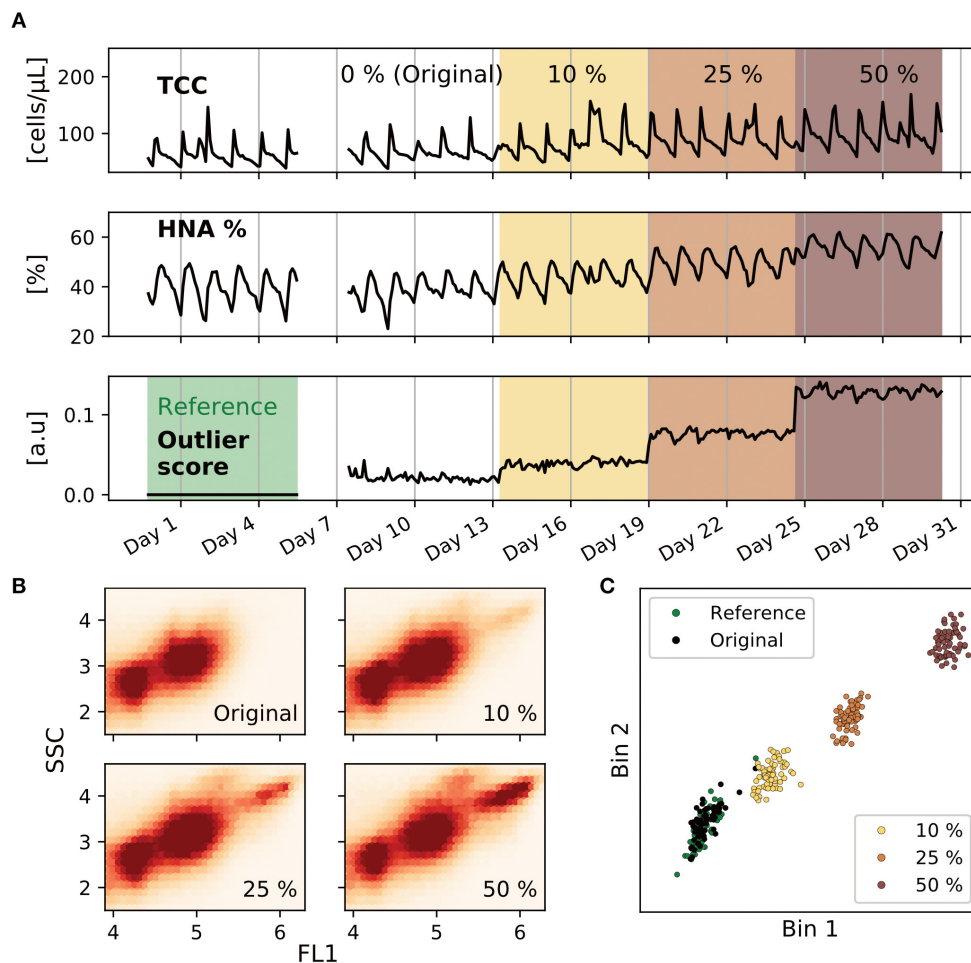 A
[cells/µL]
200
100
TCC
0 % (Original)
10 %
25 %
50 %
[%]
60
40
20
HNA %
[a.u]
0.1
0.0
Reference
Outlier
score
Day 1
Day 4
Day 7
Day 10
Day 13
Day 16
Day 19
Day 22
Day 25
Day 28
Day 31
B
SSC
4
3
2
Original
10 %
4
3
2
25 %
50 %
4
5
6
4
5
6
FL1
C
Reference
Original
Bin 2
10 %
25 %
50 %
Bin 1